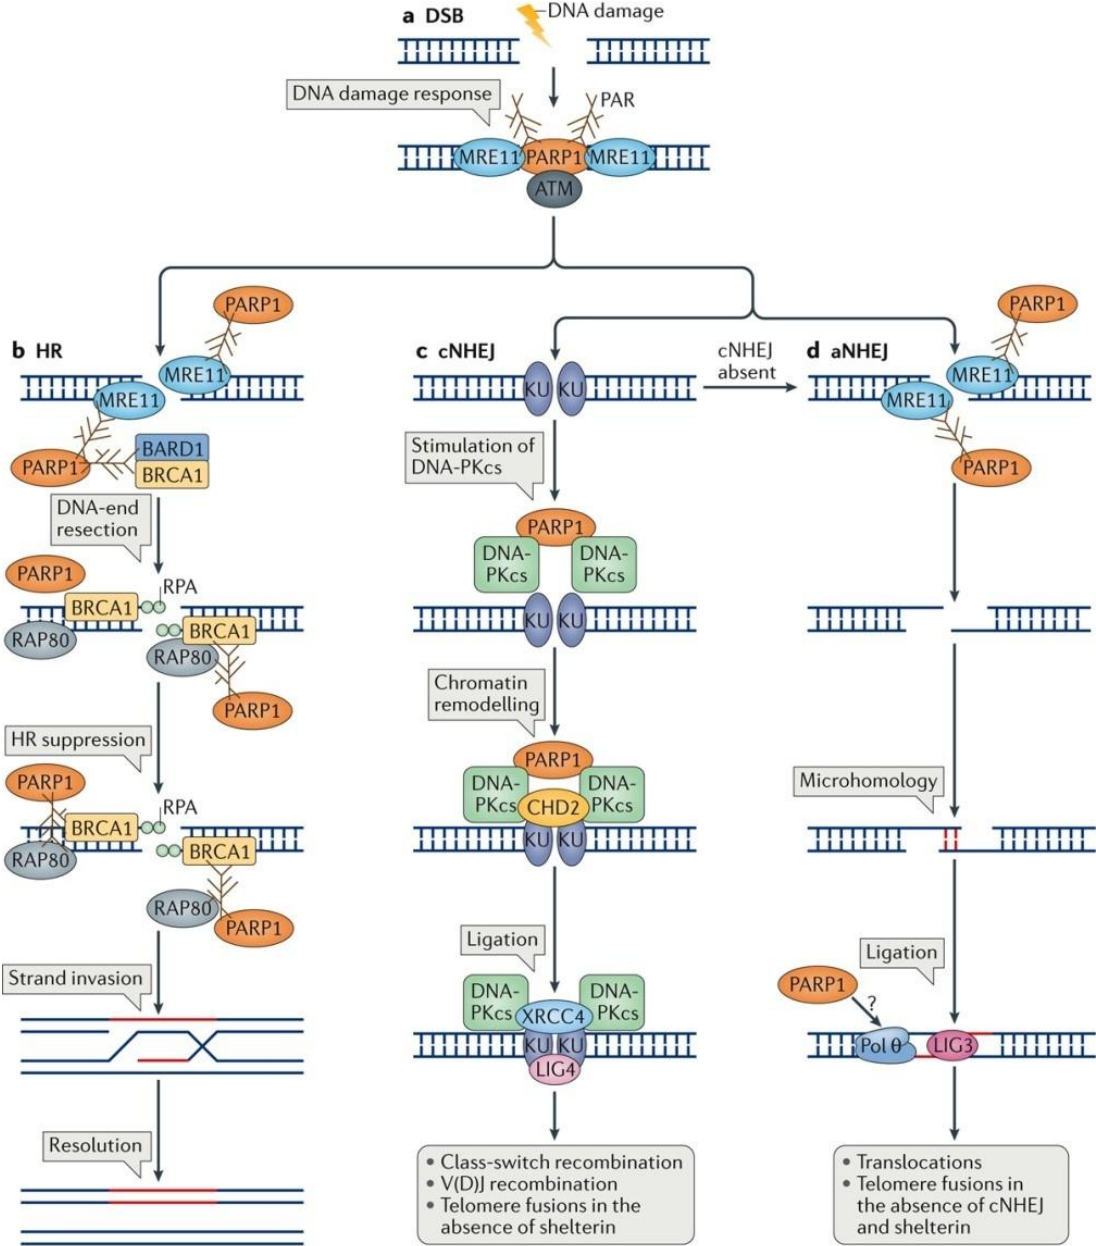 a DSB
DNA damage
DNA damage response
PAR
MRE11
PARP1
MRE11
ATM
b HR
PARP1
MRE11
MRE11
PARP1
BARD1
BRCA1
DNA-end
resection
PARP1
BRCA1
RPA
RAP80
BRCA1
RAP80
PARP1
HR suppression
PARP1
BRCA1
RPA
RAP80
BRCA1
RAP80
PARP1
Strand invasion
Resolution
c cNHEJ
KU
KU
cNHEJ
absent
Stimulation of
DNA-PKcs
PARP1
DNA-
PKcs
DNA-
PKcs
KU
KU
Chromatin
remodelling
PARP1
DNA-
PKcs
DNA-
PKcs
CHD2
KU
KU
Ligation
DNA-
PKcs
DNA-
PKcs
XRCC4
KU
KU
LIG4
• Class-switch recombination
• V(D)J recombination
• Telomere fusions in the
absence of shelterin
d aNHEJ
PARP1
MRE11
MRE11
PARP1
Microhomology
Ligation
PARP1
?
Pol θ
LIG3
• Translocations
• Telomere fusions in
the absence of cNHEJ
and shelterin